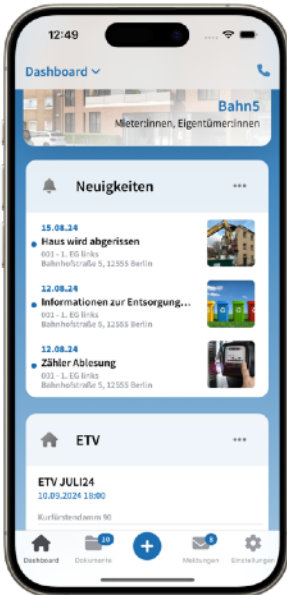 12:49
Dashboard
Bahn5
Mieter:innen, Eigentümer:innen
Neuigkeiten
15.08.24
Haus wird abgerissen
001 - 1. EG links
Bahnhofstraße 5, 12555 Berlin
12.08.24
Informationen zur Entsorgung...
001 - 1. EG links
Bahnhofstraße 5, 12555 Berlin
12.08.24
Zähler Ablesung
001 - 1. EG links
Bahnhofstraße 5, 12555 Berlin
ETV
ETV JULI24
10.09.2024 18:00
Kurfürstendamm 90
Dashboard
Dokumente
Meldungen
Einstellungen